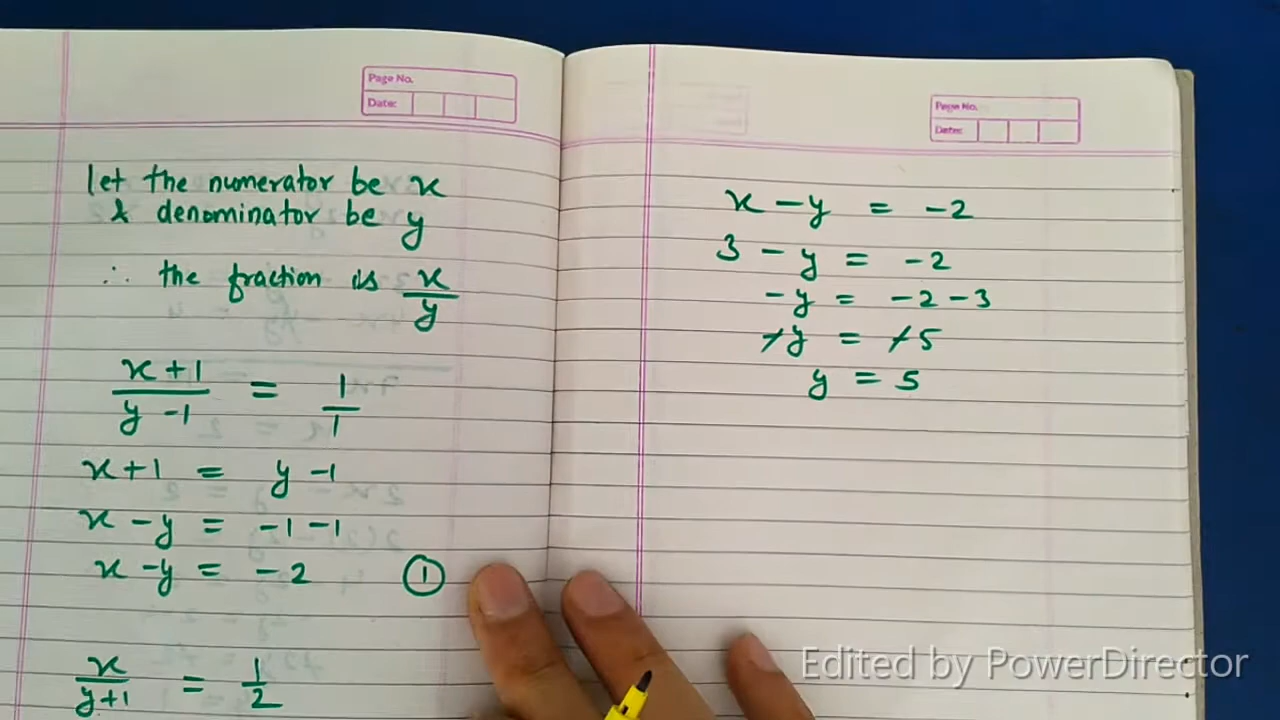 Page No.
Date:
let the numerator be x
& denominator be y
∴ the fraction is x/y
x+1/y-1 = 1/1
x+1 = y-1
x-y = -1-1
x-y = -2 ①
x/y+1 = 1/2
Page No.
Date:
x-y = -2
3-y = -2
-y = -2-3
-y = -5
y = 5
Edited by PowerDirector